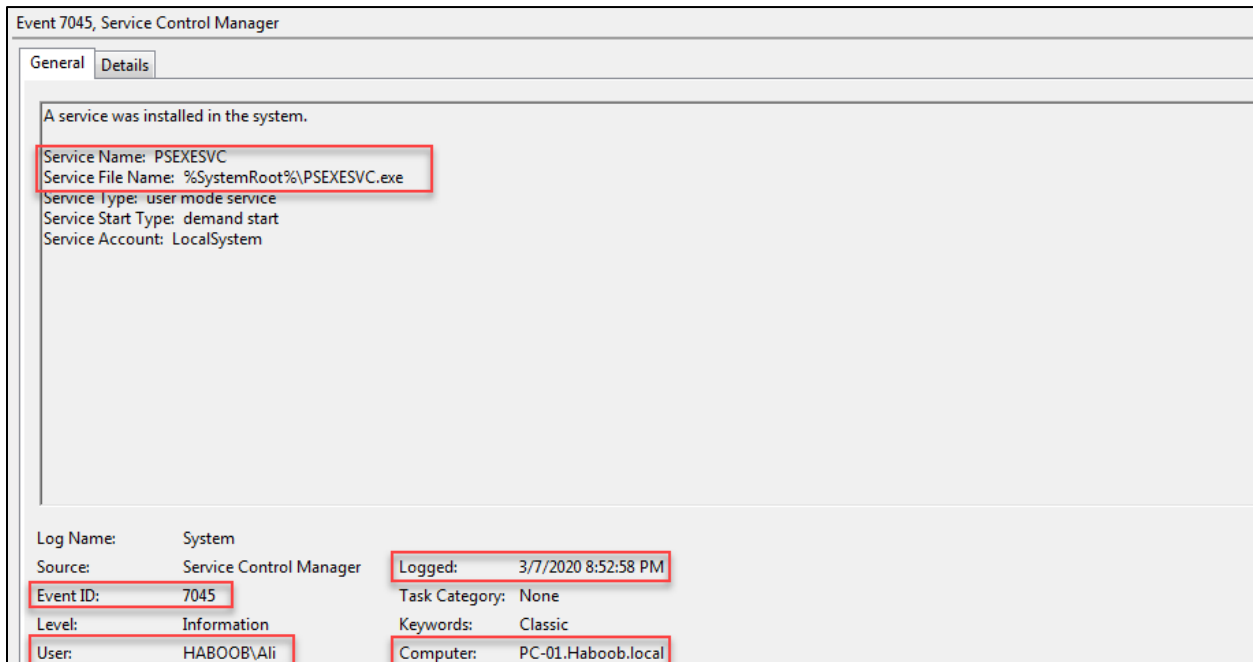 Event 7045, Service Control Manager
General Details
A service was installed in the system.
Service Name: PSEXESVC
Service File Name: %SystemRoot%\PSEXESVC.exe
Service Type: user mode service
Service Start Type: demand start
Service Account: LocalSystem
Log Name: System
Source: Service Control Manager Logged: 3/7/2020 8:52:58 PM
Event ID: 7045 Task Category: None
Level: Information Keywords: Classic
User: HABOOB\Ali Computer: PC-01.Haboob.local